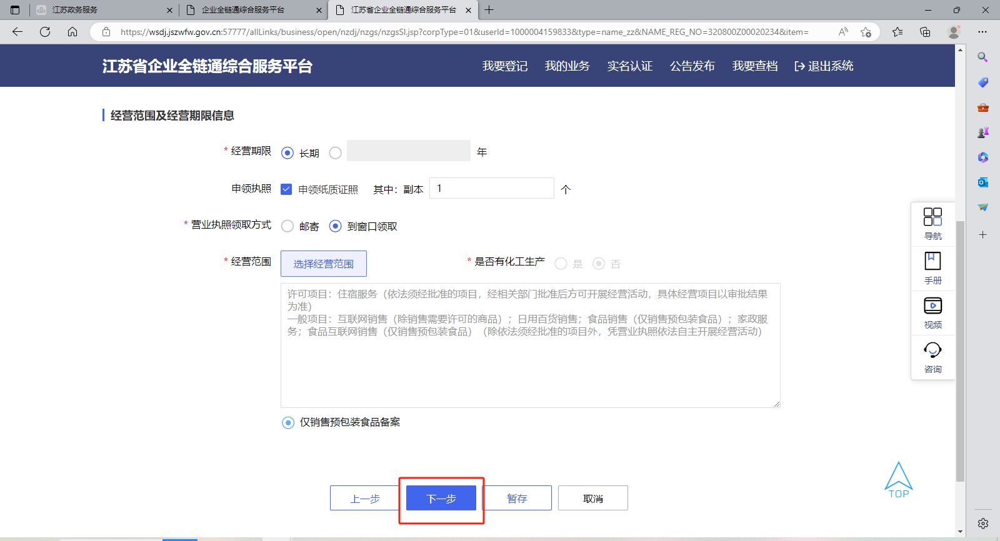 江苏政务服务
企业全链通综合服务平台
江苏省企业全链通综合服务平台
https://wsdj.jszwfw.gov.cn:57777/allLinks/business/open/nzdj/nzgs/nzgsSl.jsp?corpType=01&userId=1000004159833&type=name_zz&NAME_REG_NO=320800Z00020234&item=
江苏省企业全链通综合服务平台
我要登记 我的业务 实名认证 公告发布 我要查档 退出系统
经营范围及经营期限信息
* 经营期限 长期 年
申领执照 申领纸质证照 其中：副本 1 个
* 营业执照领取方式 邮寄 到窗口领取
* 经营范围 选择经营范围 * 是否有化工生产 是 否
许可项目：住宿服务（依法须经批准的项目，经相关部门批准后方可开展经营活动，具体经营项目以审批结果
为准）
一般项目：互联网销售（除销售需要许可的商品）；日用百货销售；食品销售（仅销售预包装食品）；家政服
务；食品互联网销售（仅销售预包装食品）（除依法须经批准的项目外，凭营业执照依法自主开展经营活动）
仅销售预包装食品备案
上一步 下一步 暂存 取消
导航
手册
视频
咨询
TOP